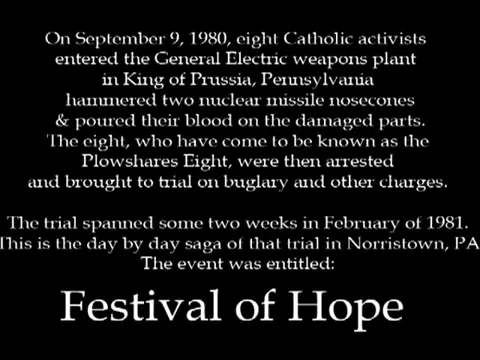 On September 9, 1980, eight Catholic activists
entered the General Electric weapons plant
in King of Prussia, Pennsylvania
hammered two nuclear missile nosecones
& poured their blood on the damaged parts.
The eight, who have come to be known as the
Plowshares Eight, were then arrested
and brought to trial on buglary and other charges.
The trial spanned some two weeks in February of 1981.
This is the day by day saga of that trial in Norristown, PA
The event was entitled:
Festival of Hope